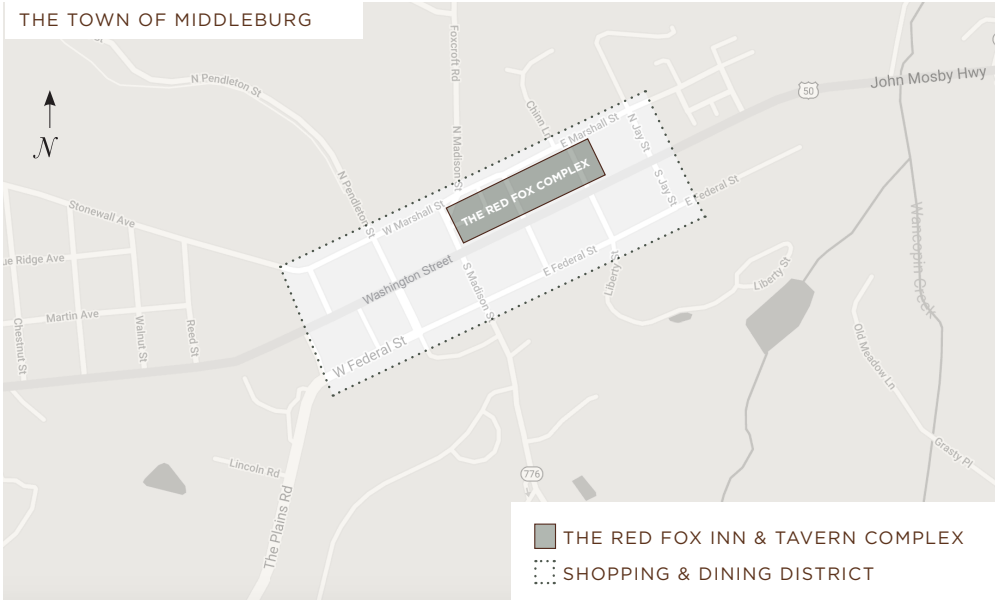 THE TOWN OF MIDDLEBURG
N Pendleton St
Foxcroft Rd
John Mosby Hwy
50
N
Chinn Ln
E Marshall St
N Jay St
N Madison St
THE RED FOX COMPLEX
S Jay St
E Federal St
N Pendleton St
W Marshall St
Stonewall Ave
Wancopin Creek
ue Ridge Ave
Washington Street
E Federal St
Liberty
Liberty St
S Madison S
Martin Ave
Chestnut St
Walnut St
Reed St
W Federal St
Old Meadow Ln
Grasty Pl
Lincoln Rd
776
The Plains Rd
THE RED FOX INN & TAVERN COMPLEX
SHOPPING & DINING DISTRICT